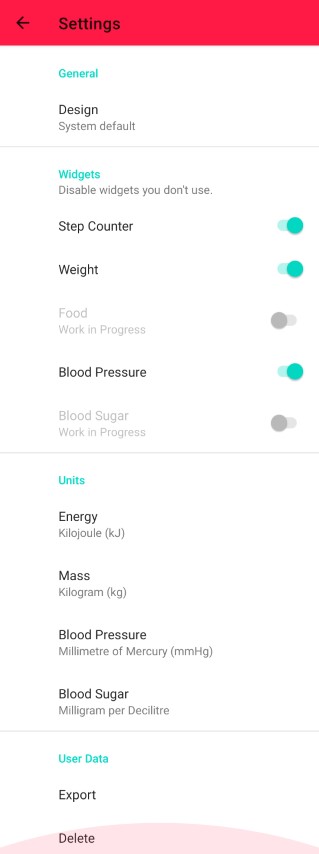 Settings
General
Design
System default
Widgets
Disable widgets you don't use.
Step Counter
Weight
Food
Work in Progress
Blood Pressure
Blood Sugar
Work in Progress
Units
Energy
Kilojoule (kJ)
Mass
Kilogram (kg)
Blood Pressure
Millimetre of Mercury (mmHg)
Blood Sugar
Milligram per Decilitre
User Data
Export
Delete